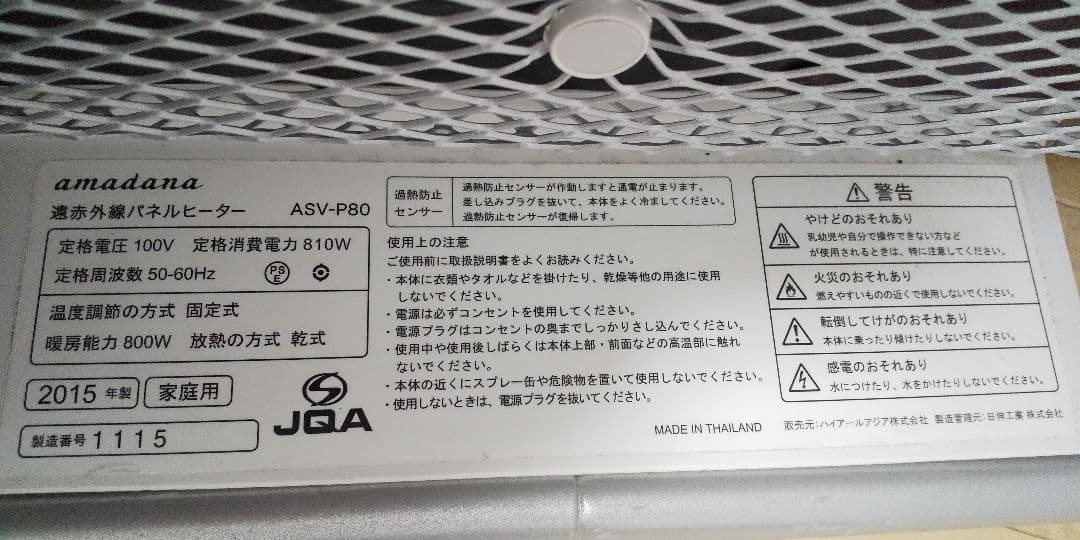 amadana
遠赤外線パネルヒーター ASV-P80
定格電圧 100V 定格消費電力 810W
定格周波数 50-60Hz PSE
温度調節の方式 固定式
暖房能力 800W 放熱の方式 乾式
2015 年製 家庭用
製造番号 1115
JQA
過熱防止
センサー
過熱防止センサーが作動しますと通電が止まります。
差し込みプラグを抜いて、本体をよく冷ましてください。
過熱防止センサーが復帰します。
使用上の注意
ご使用前に取扱説明書をよくお読みください。
・本体に衣類やタオルなどを掛けたり、乾燥等他の用途に使用
しないでください。
・電源は必ずコンセントを使用してください。
・電源プラグはコンセントの奥までしっかりさし込んでください。
・使用中や使用後しばらくは本体上部・前面などの高温部に触れ
ないでください。
・本体の近くにスプレー缶や危険物を置いて使用しないでください。
・使用しないときは、電源プラグを抜いてください。
警告
やけどのおそれあり
乳幼児や自分で操作できない方など
が使用されるときは、特に注意してください。
火災のおそれあり
燃えやすいものの近くで使用しないでください。
転倒してけがのおそれあり
本体に乗ったり傾けたりしないでください。
感電のおそれあり
水につけたり、水をかけたりしないでください。
MADE IN THAILAND 販売元:ハイアールアジア株式会社 製造管理元:日伸工業 株式会社